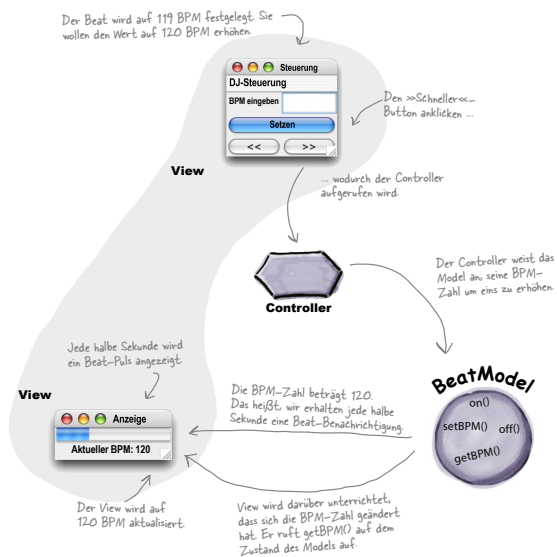 Der Beat wird auf 119 BPM festgelegt Sie
wollen den Wert auf 120 BPM erhöhen.
Steuerung
DJ-Steuerung
BPM eingeben
Setzen
<<
>>
Den >>Schneller<<-
Button anklicken ...
View
... wodurch der Controller
aufgerufen wird.
Controller
Der Controller weist das
Model an, seine BPM-
Zahl um eins zu erhöhen.
Jede halbe Sekunde wird
ein Beat-Puls angezeigt.
View
Anzeige
Aktueller BPM: 120
Die BPM-Zahl beträgt 120.
Das heißt, wir erhalten jede halbe
Sekunde eine Beat-Benachrichtigung.
BeatModel
on()
setBPM()
off()
getBPM()
Der View wird auf
120 BPM aktualisiert.
View wird darüber unterrichtet,
dass sich die BPM-Zahl geändert
hat. Er ruft getBPM() auf dem
Zustand des Models auf.